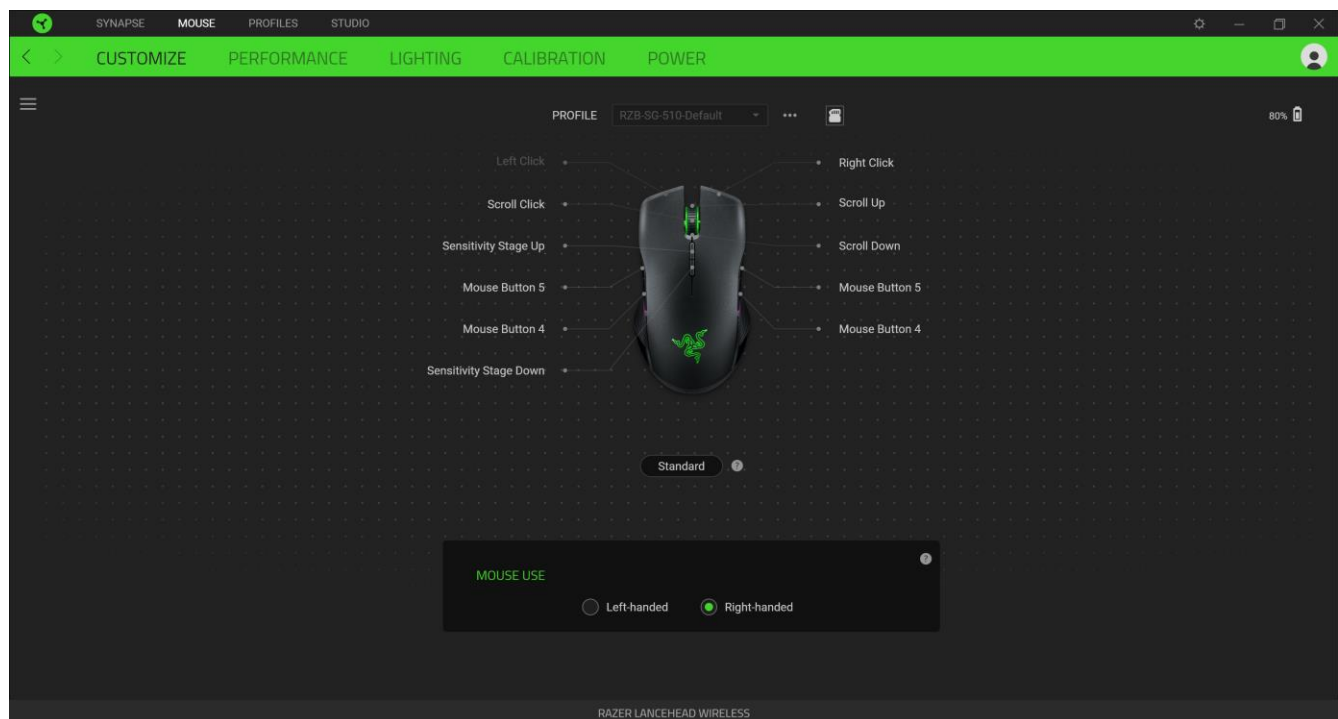 SYNAPSE MOUSE PROFILES STUDIO
CUSTOMIZE PERFORMANCE LIGHTING CALIBRATION POWER
PROFILE RZB-SG-510-Default 80%
Left Click Right Click
Scroll Click Scroll Up
Sensitivity Stage Up Scroll Down
Mouse Button 5 Mouse Button 5
Mouse Button 4 Mouse Button 4
Sensitivity Stage Down
Standard ?
?
MOUSE USE
Left-handed Right-handed
RAZER LANCEHEAD WIRELESS